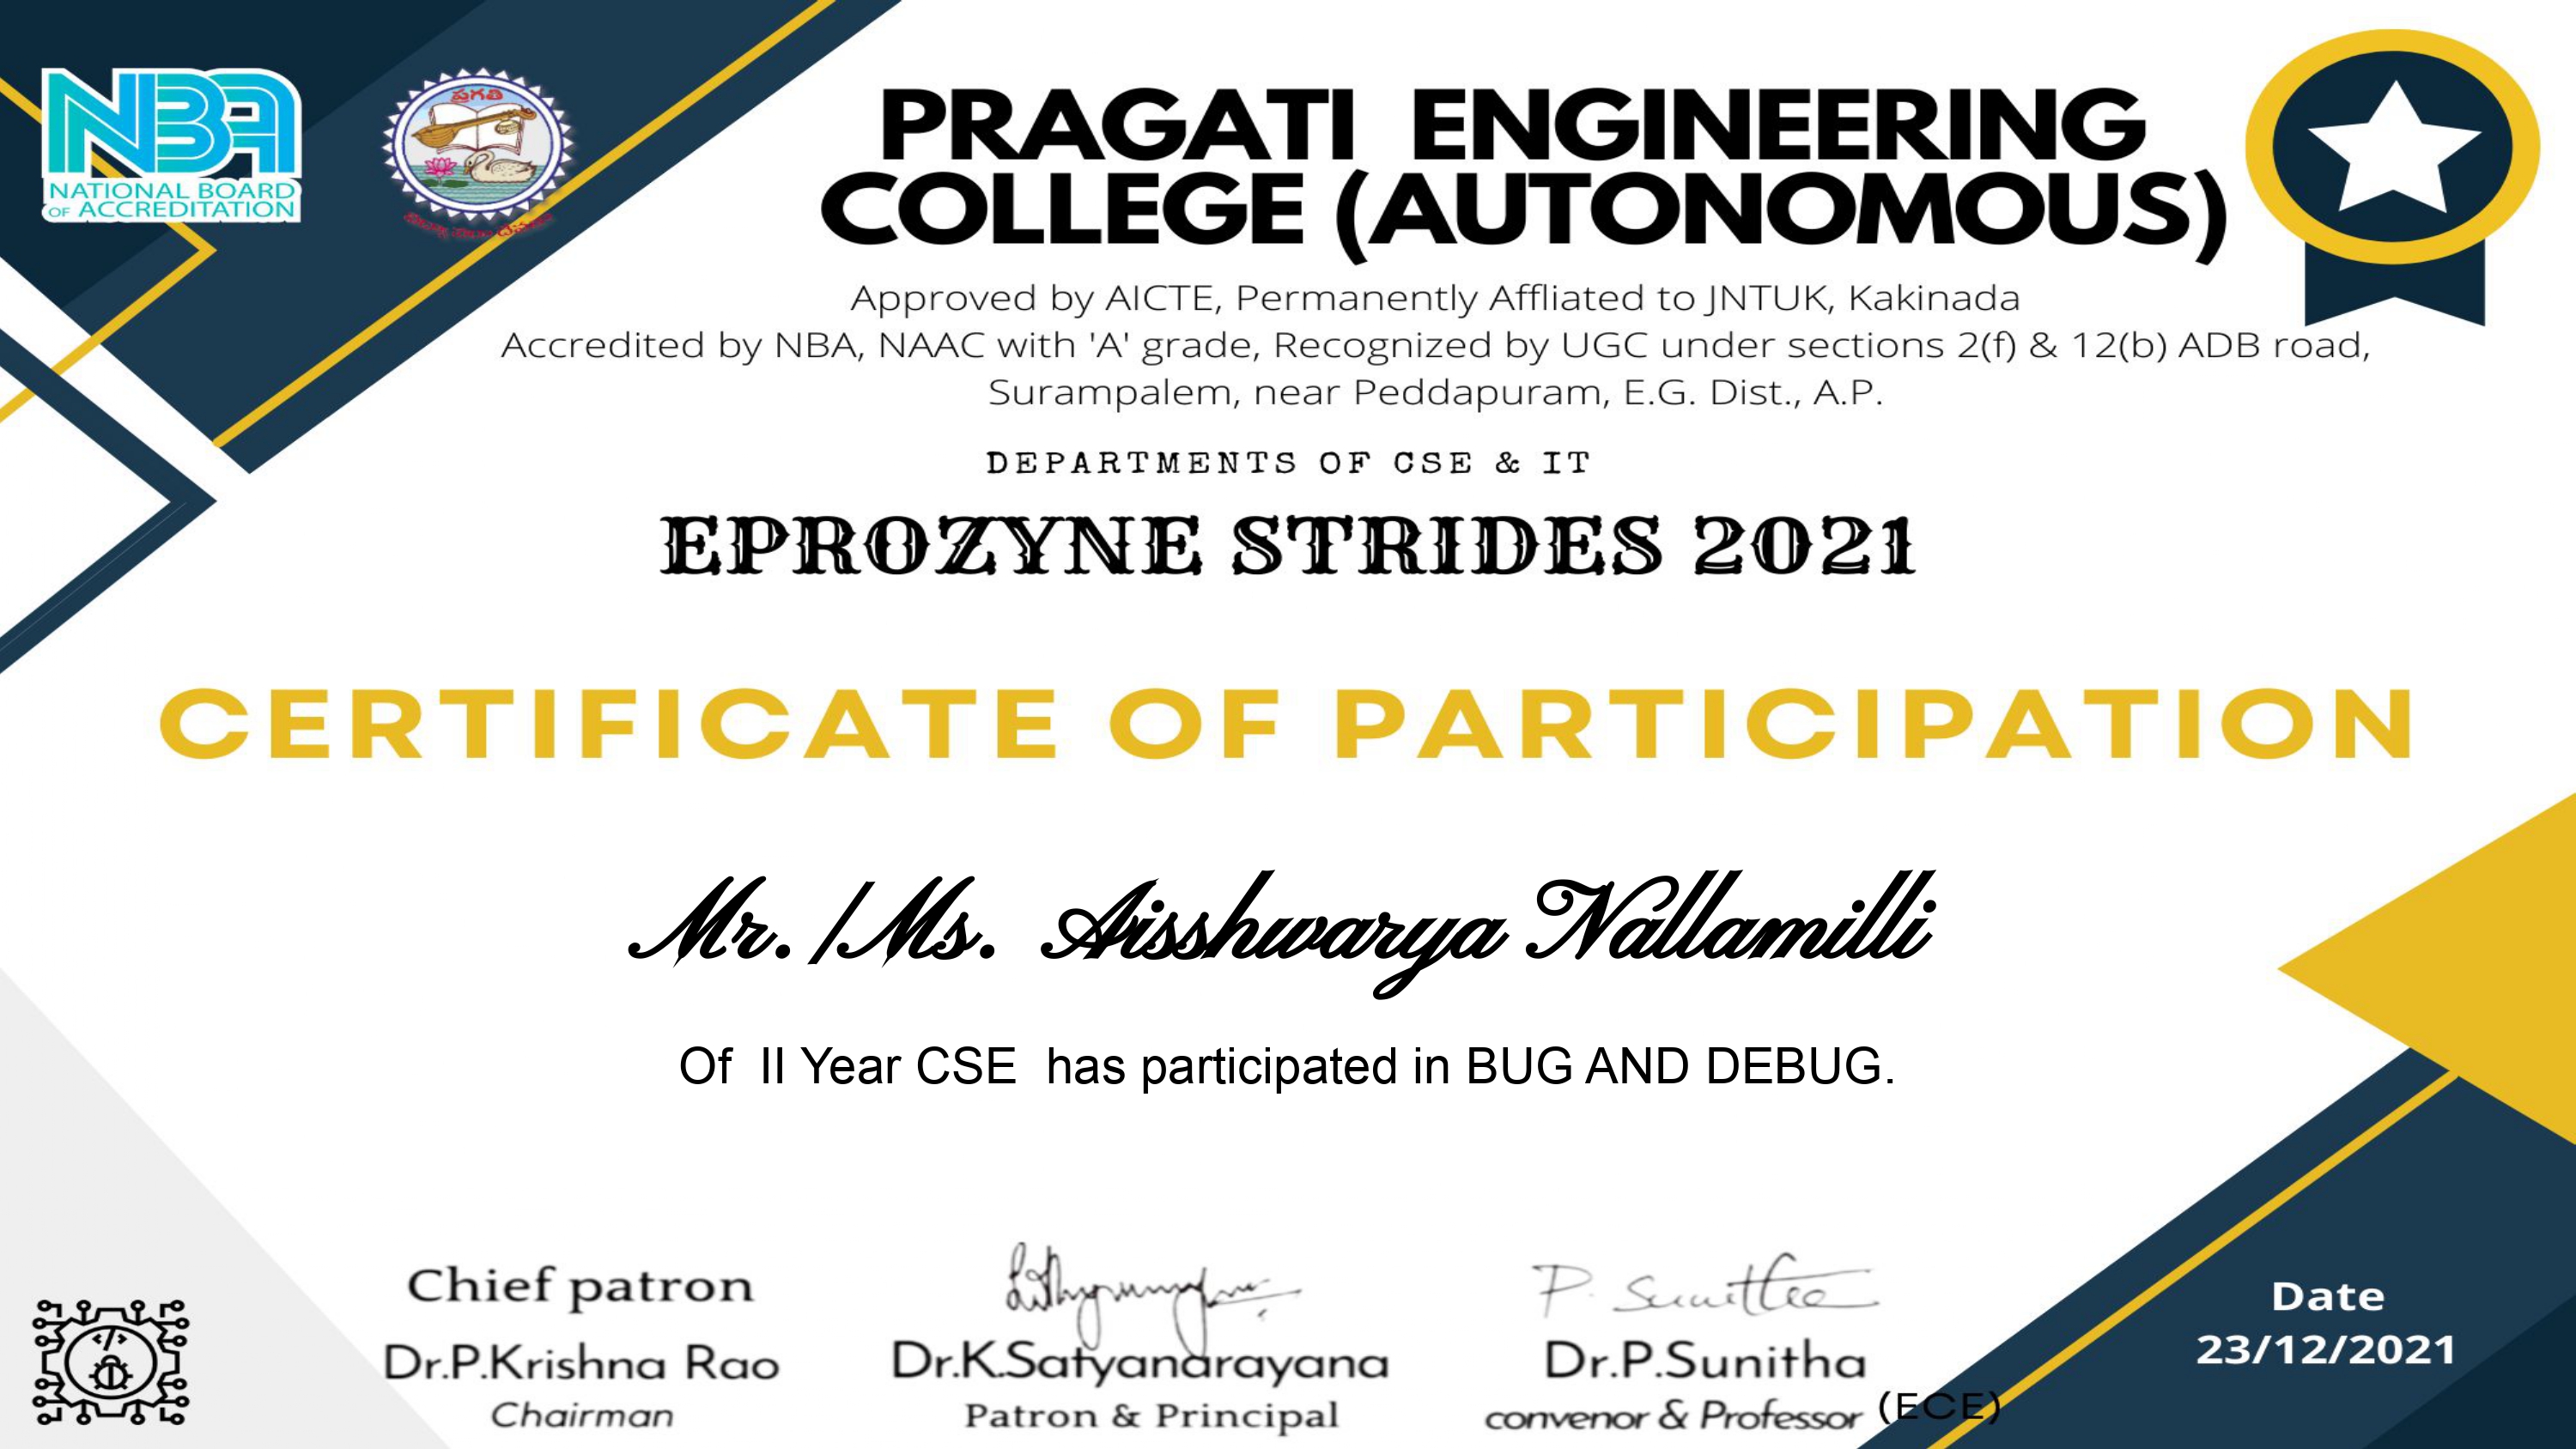 NBA
NATIONAL BOARD
OF ACCREDITATION
ప్రగతి
PRAGATI ENGINEERING
COLLEGE (AUTONOMOUS)
Approved by AICTE, Permanently Affliated to JNTUK, Kakinada
Accredited by NBA, NAAC with 'A' grade, Recognized by UGC under sections 2(f) & 12(b) ADB road,
Surampalem, near Peddapuram, E.G. Dist., A.P.
DEPARTMENTS OF CSE & IT
EPROZYNE STRIDES 2021
CERTIFICATE OF PARTICIPATION
Mr. /Ms. Aisshwarya Nallamilli
Of II Year CSE has participated in BUG AND DEBUG.
Chief patron
Dr.P.Krishna Rao
Chairman
Dr.K.Satyanarayana
Patron & Principal
P. Sunitha
Dr.P.Sunitha
convenor & Professor (ECE)
Date
23/12/2021